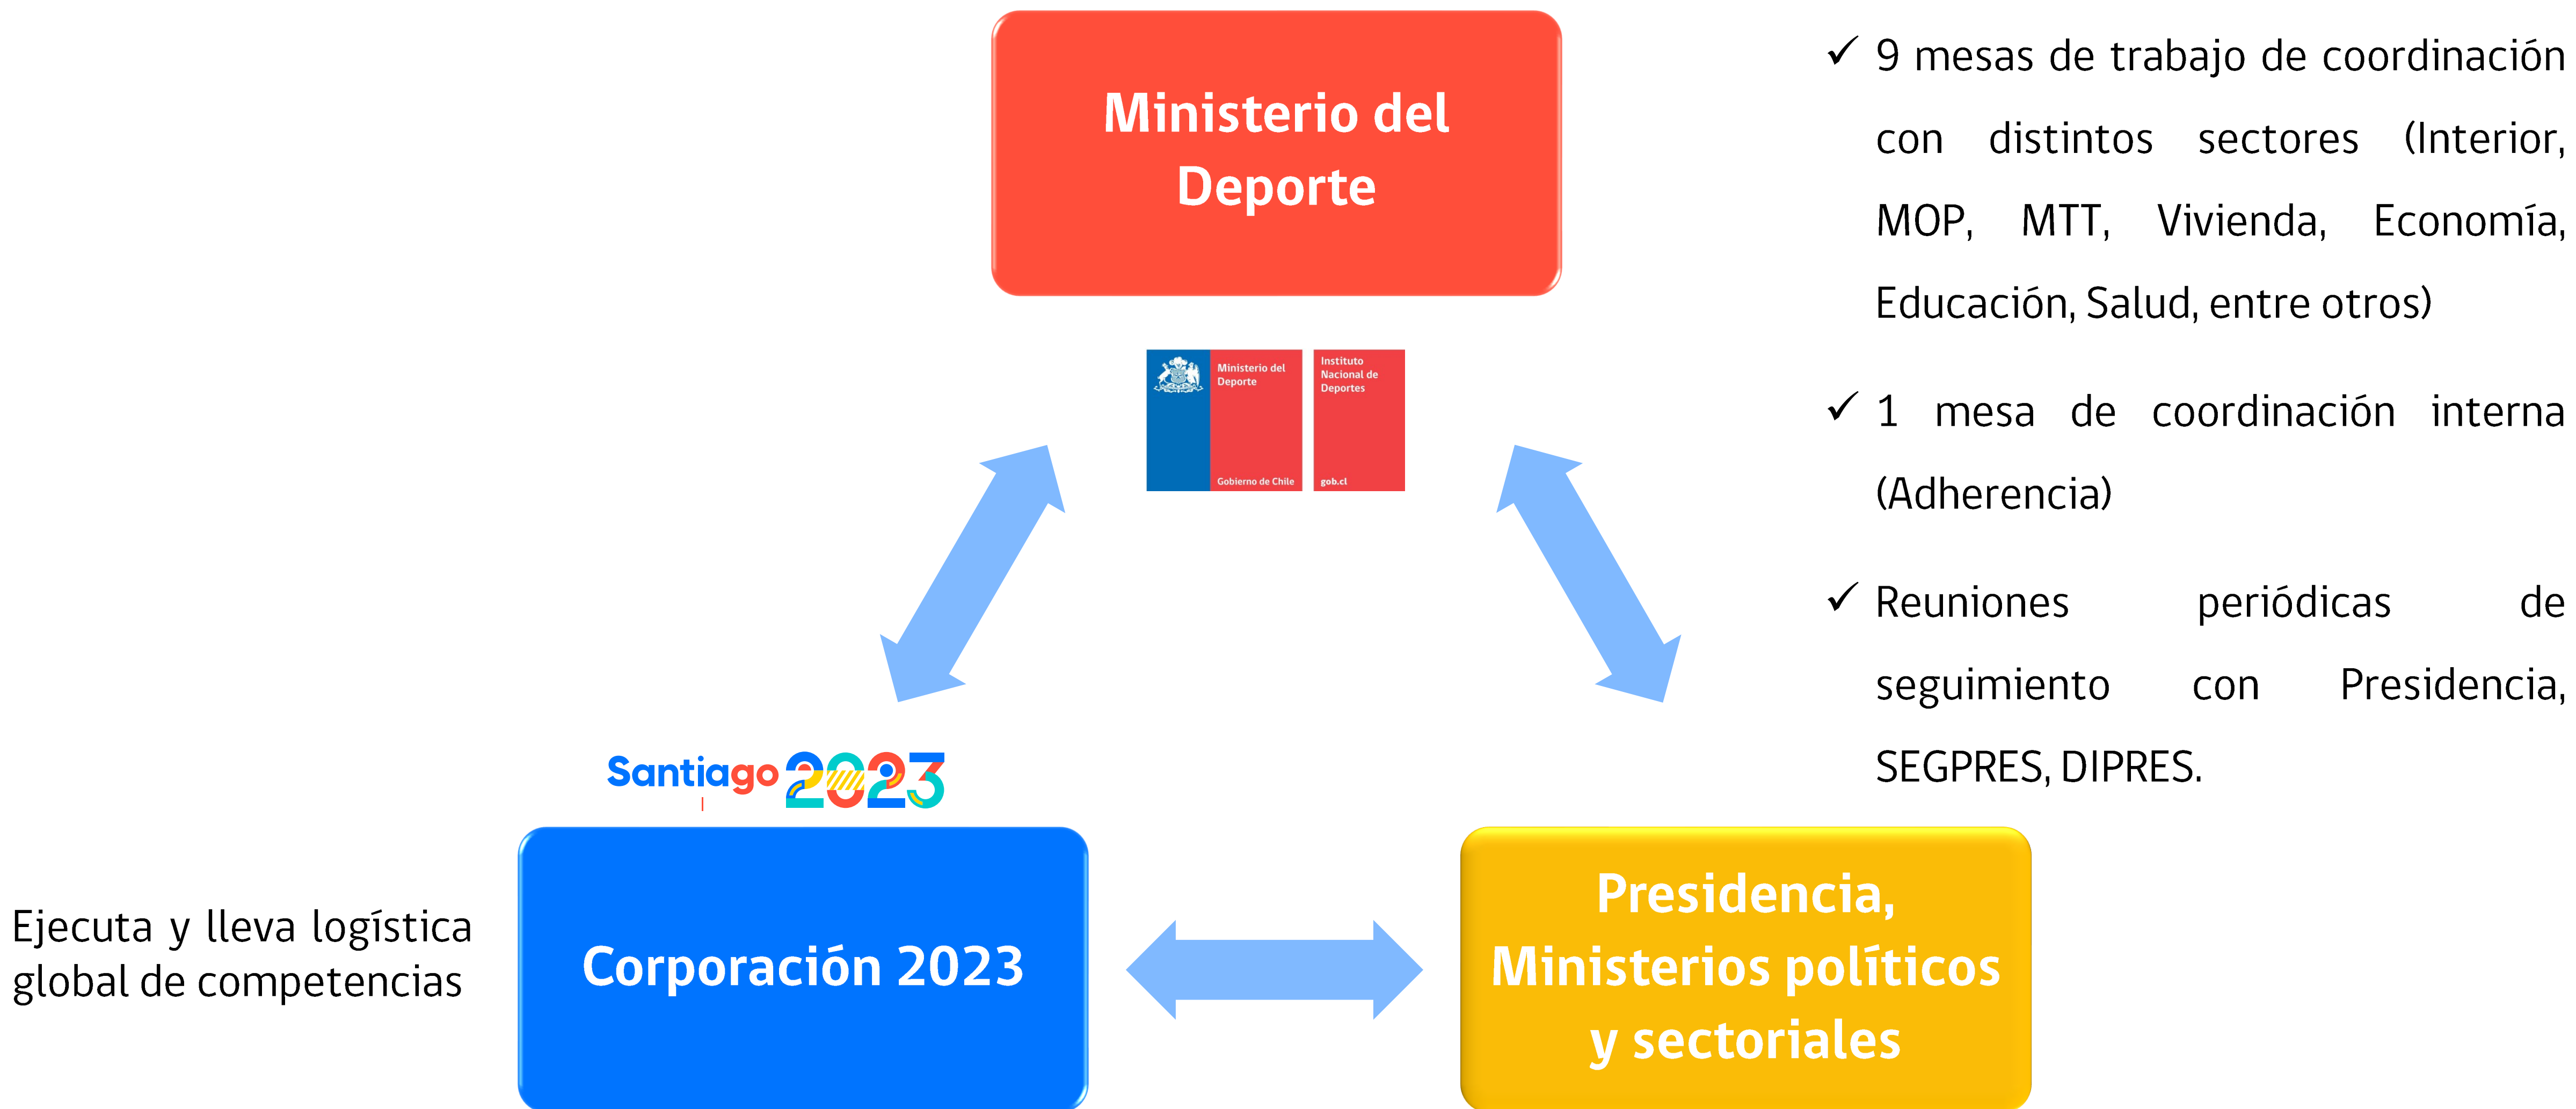 Ministerio del
Deporte
Ministerio del
Deporte
Gobierno de Chile
Instituto
Nacional de
Deportes
gob.cl
✓ 9 mesas de trabajo de coordinación
con distintos sectores (Interior,
MOP, MTT, Vivienda, Economía,
Educación, Salud, entre otros)
✓ 1 mesa de coordinación interna
(Adherencia)
✓ Reuniones periódicas de
seguimiento con Presidencia,
SEGPRES, DIPRES.
Santiago 2023
Ejecuta y lleva logística
global de competencias
Corporación 2023
Presidencia,
Ministerios políticos
y sectoriales